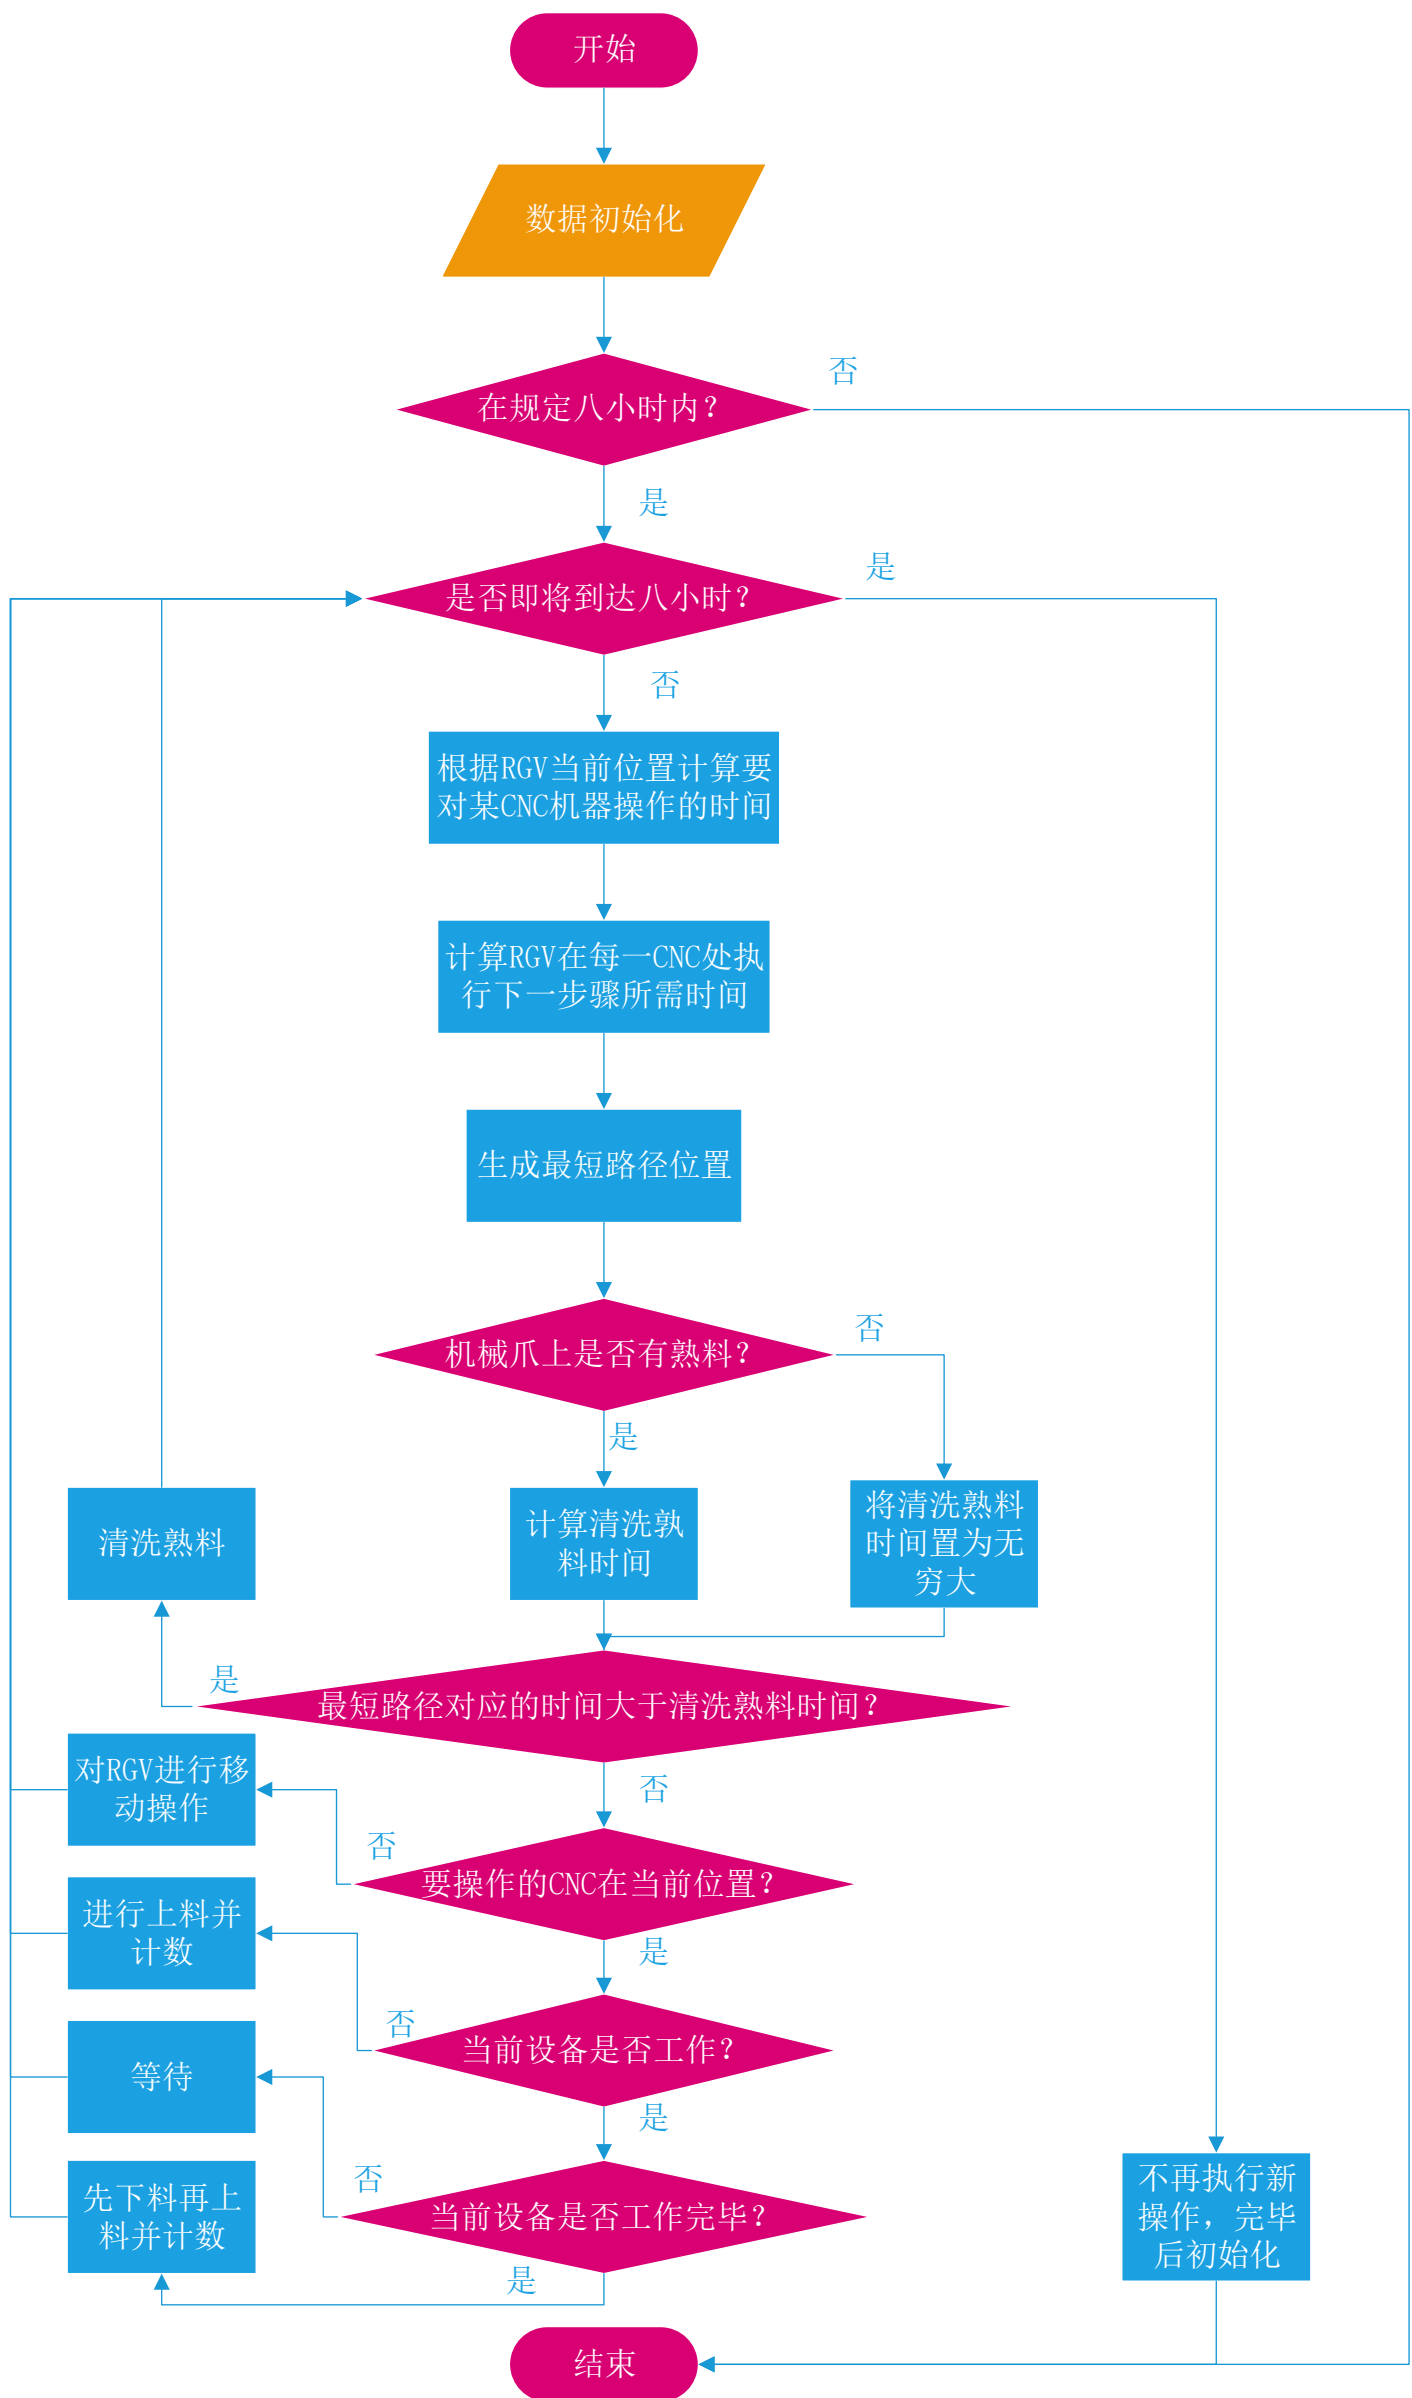 开始
数据初始化
在规定八小时内？
否
是
是否即将到达八小时？
是
否
根据RGV当前位置计算要
对某CNC机器操作的时间
计算RGV在每一CNC处执
行下一步骤所需时间
生成最短路径位置
机械爪上是否有熟料？
否
是
清洗熟料
计算清洗孰
料时间
将清洗熟料
时间置为无
穷大
是
最短路径对应的时间大于清洗熟料时间？
对RGV进行移
动操作
否
否
要操作的CNC在当前位置？
进行上料并
计数
是
否
当前设备是否工作？
等待
是
否
先下料再上
料并计数
当前设备是否工作完毕？
是
不再执行新
操作，完毕
后初始化
结束